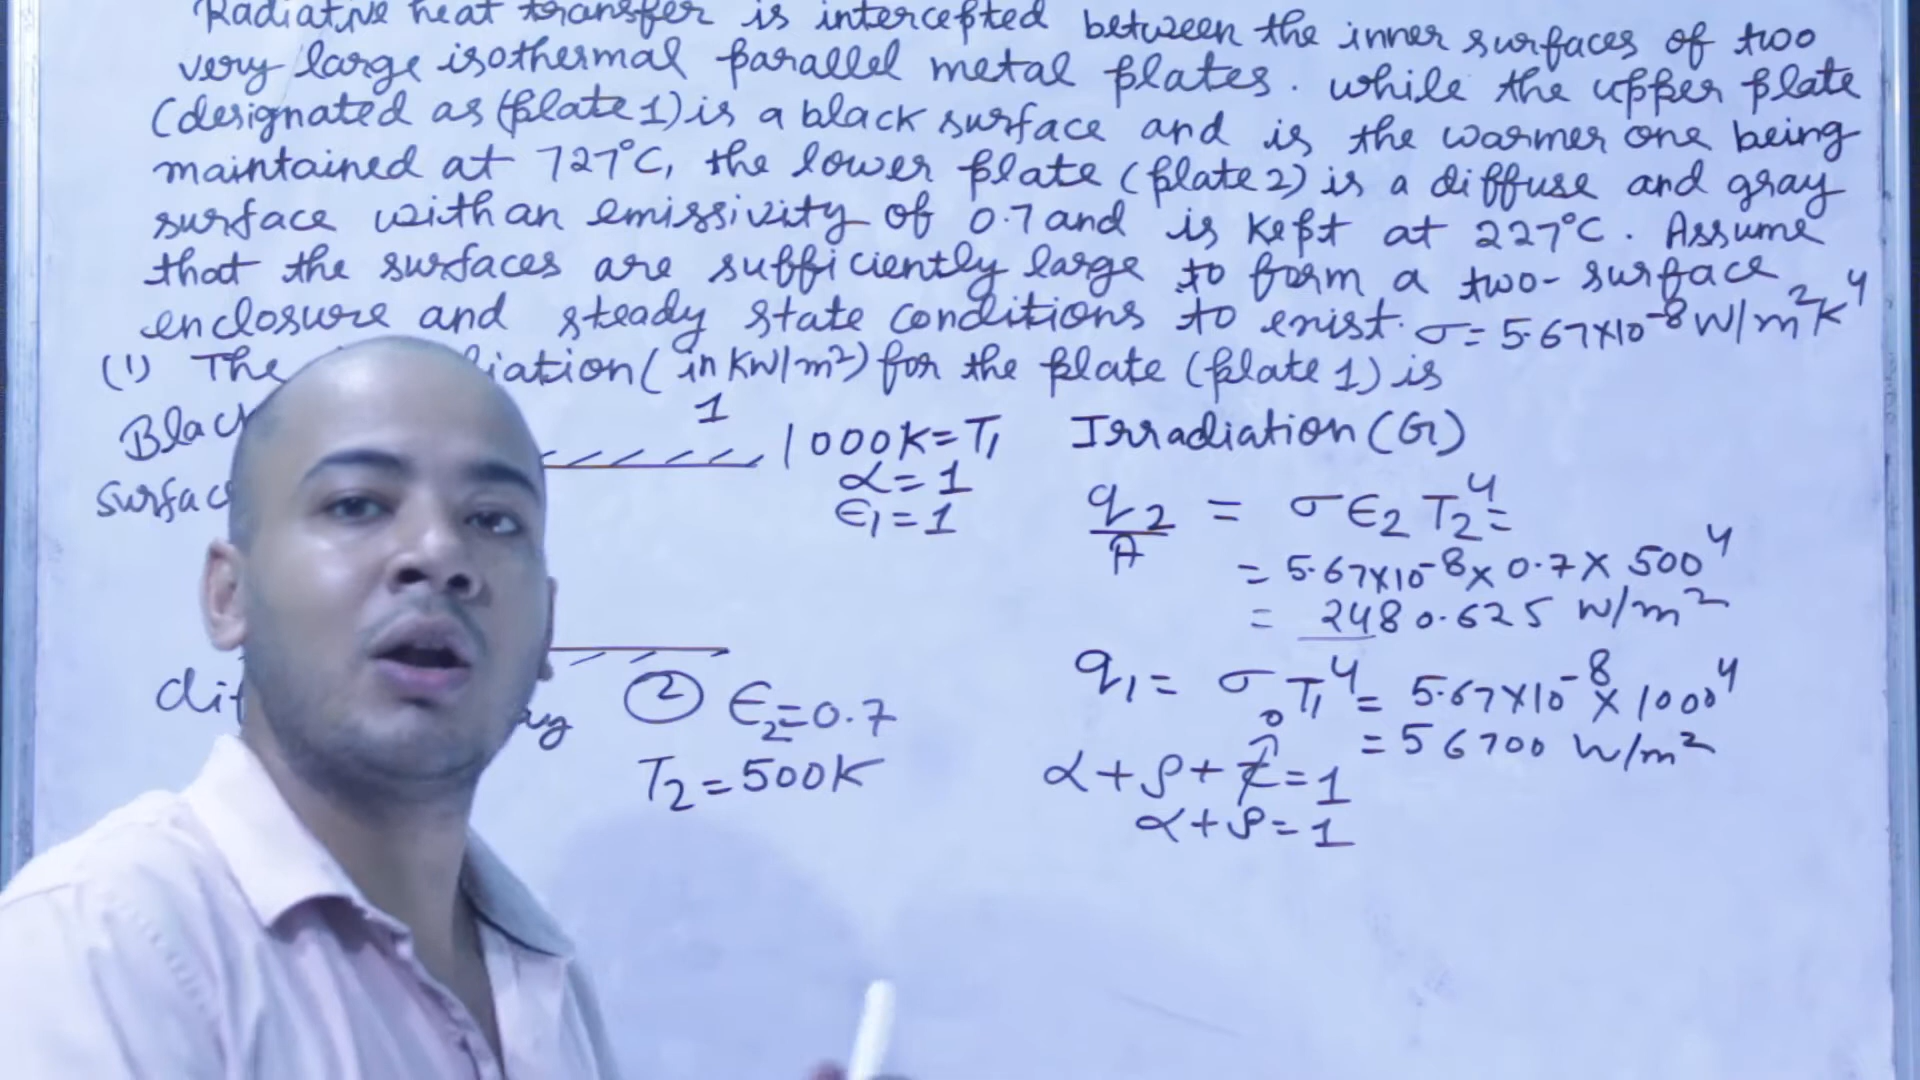 Radiative heat transfer is intercepted between the inner surfaces of two
very large isothermal parallel metal plates. while the upper plate
(designated as (plate 1) is a black surface and is the warmer one being
maintained at 727°C, the lower plate (plate 2) is a diffuse and gray
surface with an emissivity of 0.7 and is kept at 227°C. Assume
that the surfaces are sufficiently large to form a two-surface
enclosure and steady state conditions to exist. σ = 5.67×10⁻⁸ W/m²K⁴
(1) The (in KW/m²) for the plate (plate 1) is
1
1000K = T₁
α = 1
ϵ₁ = 1
② ϵ₂ = 0.7
T₂ = 500K
Irradiation (G)
q₂/A = σ ϵ₂ T₂⁴ =
= 5.67×10⁻⁸ × 0.7 × 500⁴
= 2480.625 W/m²
q₁ = σ T₁⁴ = 5.67×10⁻⁸ × 1000⁴
= 56700 W/m²
0
α + ρ + τ = 1
α + ρ = 1